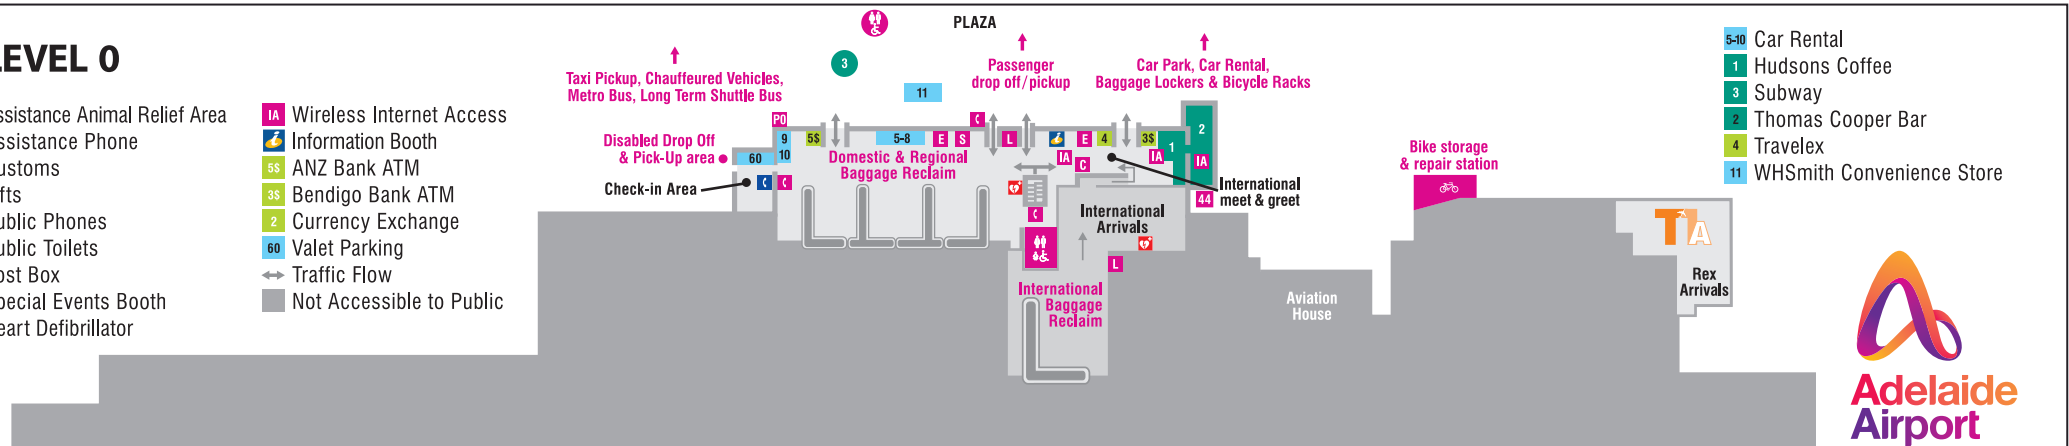 LEVEL 0
ssistance Animal Relief Area
ssistance Phone
ustoms
fts
ublic Phones
ublic Toilets
ost Box
pecial Events Booth
eart Defibrillator
IA Wireless Internet Access
i Information Booth
5$ ANZ Bank ATM
3$ Bendigo Bank ATM
2 Currency Exchange
60 Valet Parking
Traffic Flow
Not Accessible to Public
PLAZA
3
11
Taxi Pickup, Chauffeured Vehicles,
Metro Bus, Long Term Shuttle Bus
Passenger
drop off/pickup
Car Park, Car Rental,
Baggage Lockers & Bicycle Racks
Disabled Drop Off
& Pick-Up area
PO
9
10
60
5$
5-8
E
S
L
i
E
4
3$
1
2
IA
C
IA
IA
44
L
Check-in Area
Domestic & Regional
Baggage Reclaim
International
meet & greet
International
Arrivals
International
Baggage
Reclaim
Aviation
House
Bike storage
& repair station
TIA
Rex
Arrivals
5-10 Car Rental
1 Hudsons Coffee
3 Subway
2 Thomas Cooper Bar
4 Travelex
11 WHSmith Convenience Store
Adelaide
Airport